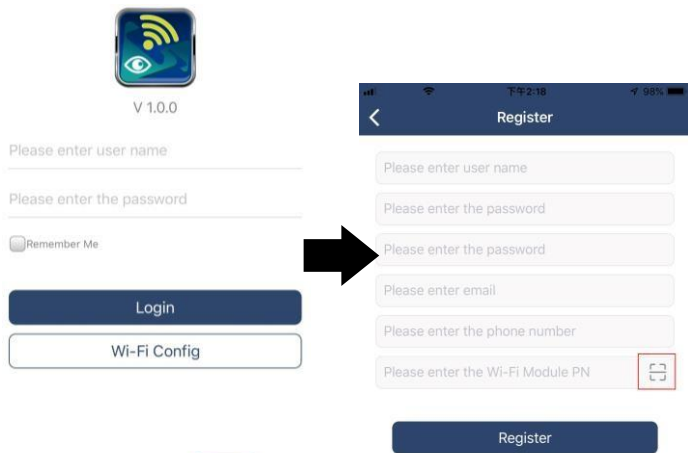 V 1.0.0
Please enter user name
Please enter the password
Remember Me
Login
Wi-Fi Config
下午2:18
98%
Register
Please enter user name
Please enter the password
Please enter the password
Please enter email
Please enter the phone number
Please enter the Wi-Fi Module PN
Register